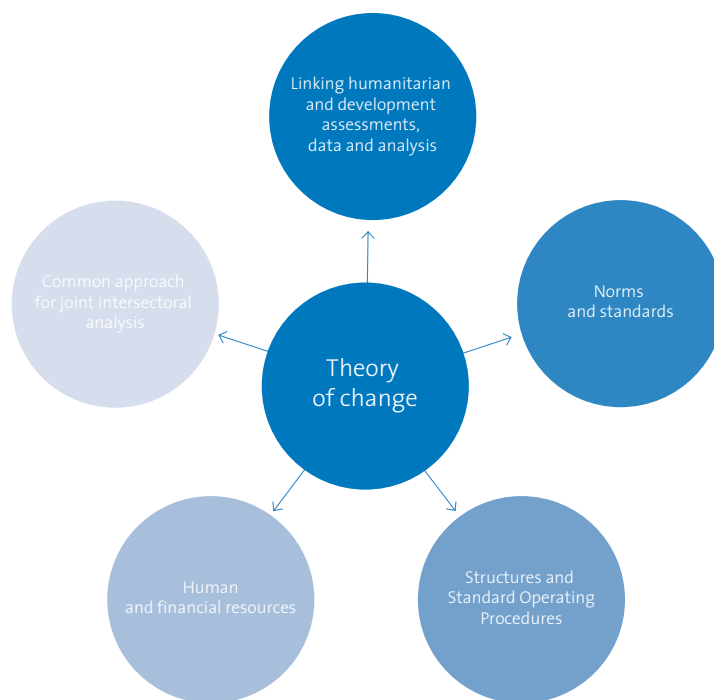 Linking humanitarian
and development
assessments,
data and analysis
Common approach
for joint intersectoral
analysis
Norms
and standards
Theory
of change
Human
and financial resources
Structures and
Standard Operating
Procedures